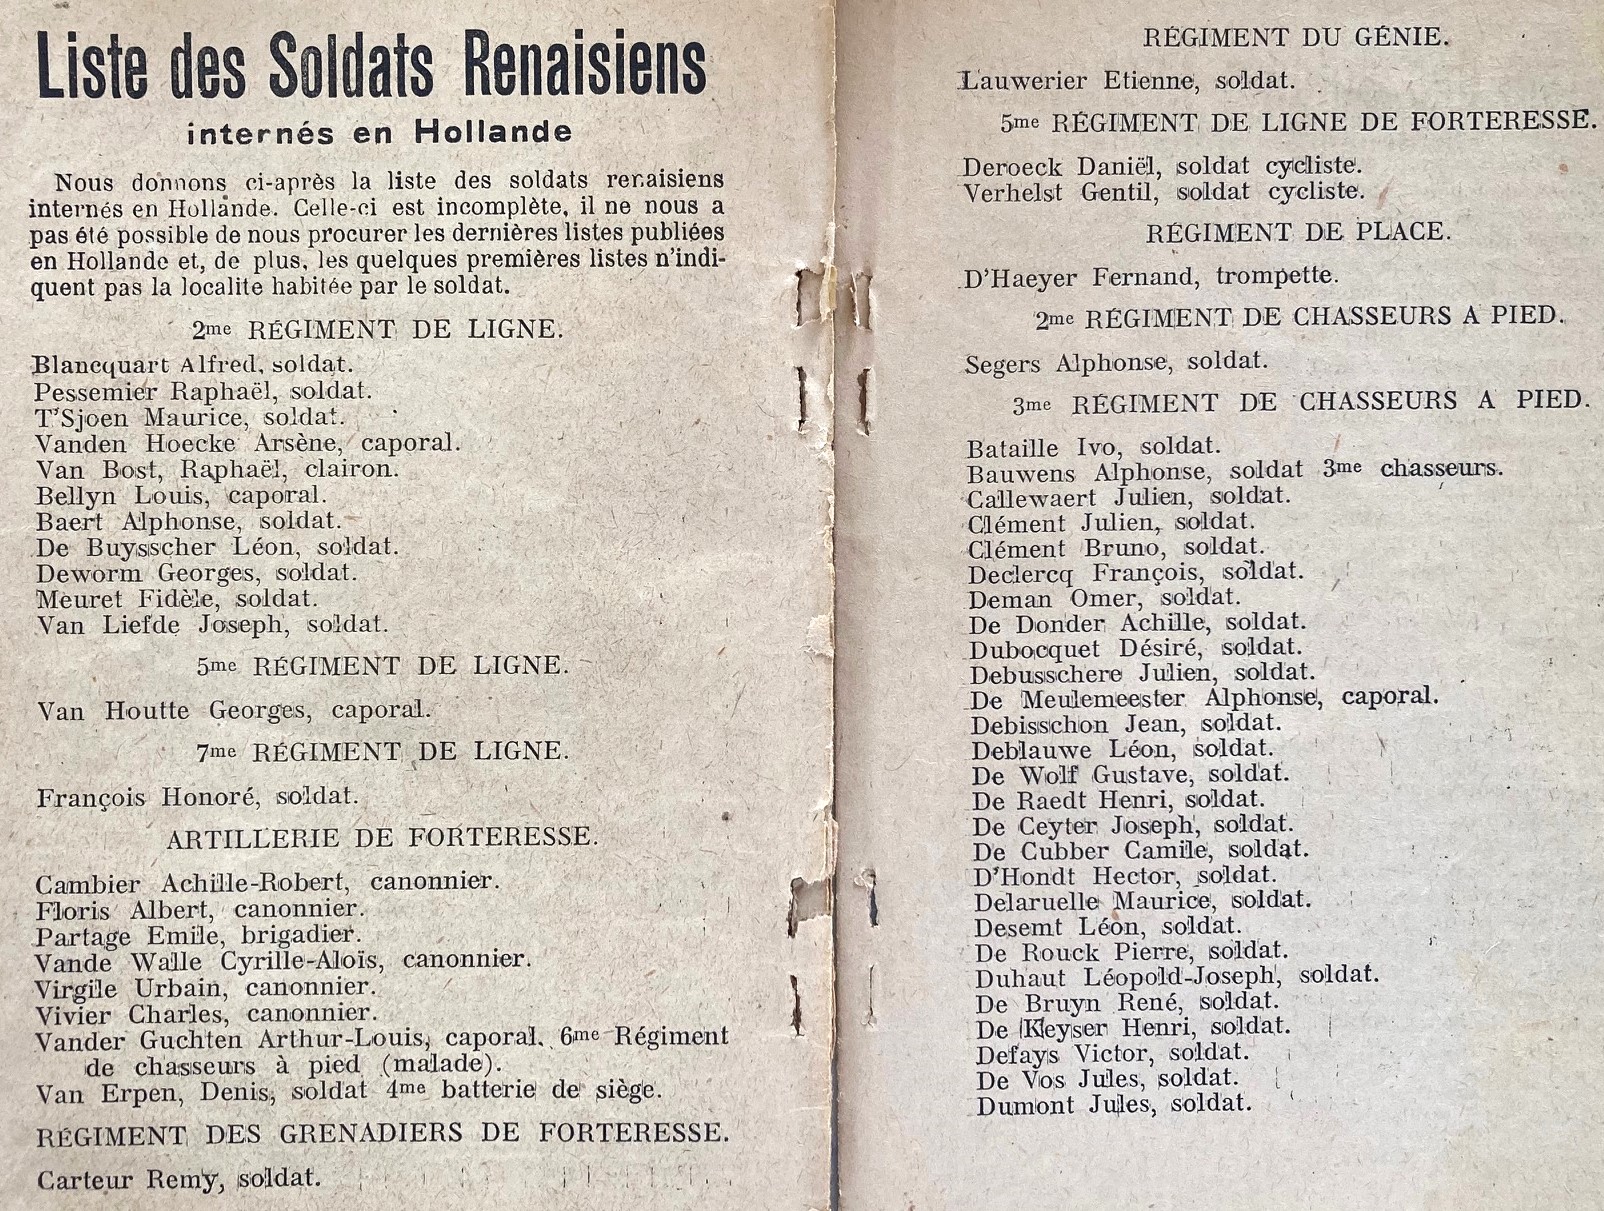 Liste des Soldats Renaisiens
internés en Hollande
Nous donnons ci-après la liste des soldats renaisiens
internés en Hollande. Celle-ci est incomplète, il ne nous a
pas été possible de nous procurer les dernières listes publiées
en Hollande et, de plus, les quelques premières listes n'indi-
quent pas la localite habitée par le soldat.
2me RÉGIMENT DE LIGNE.
Blancquart Alfred, soldat.
Pessemier Raphaël, soldat.
T'Sjoen Maurice, soldat.
Vanden Hoecke Arsène, caporal.
Van Bost, Raphaël, clairon.
Bellyn Louis, caporal.
Baert Alphonse, soldat.
De Buysscher Léon, soldat.
Deworm Georges, soldat.
Meuret Fidèle, soldat.
Van Liefde Joseph, soldat.
5me RÉGIMENT DE LIGNE.
Van Houtte Georges, caporal.
7me RÉGIMENT DE LIGNE.
François Honoré, soldat.
ARTILLERIE DE FORTERESSE.
Cambier Achille-Robert, canonnier.
Floris Albert, canonnier.
Partage Emile, brigadier.
Vande Walle Cyrille-Aloïs, canonnier.
Virgile Urbain, canonnier.
Vivier Charles, canonnier.
Vander Guchten Arthur-Louis, caporal, 6me Régiment
de chasseurs à pied (malade).
Van Erpen, Denis, soldat 4me batterie de siège.
RÉGIMENT DES GRENADIERS DE FORTERESSE.
Carteur Remy, soldat.
RÉGIMENT DU GÉNIE.
Lauwerier Etienne, soldat.
5me RÉGIMENT DE LIGNE DE FORTERESSE.
Deroeck Daniël, soldat cycliste.
Verhelst Gentil, soldat cycliste.
RÉGIMENT DE PLACE.
D'Haeyer Fernand, trompette.
2me RÉGIMENT DE CHASSEURS A PIED.
Segers Alphonse, soldat.
3me RÉGIMENT DE CHASSEURS A PIED.
Bataille Ivo, soldat.
Bauwens Alphonse, soldat 3me chasseurs.
Callewaert Julien, soldat.
Clément Julien, soldat.
Clément Bruno, soldat.
Declercq François, soldat.
Deman Omer, soldat.
De Donder Achille, soldat.
Dubocquet Désiré, soldat.
Debusschere Julien, soldat.
De Meulemeester Alphonse, caporal.
Debisschon Jean, soldat.
Deblauwe Léon, soldat.
De Wolf Gustave, soldat.
De Raedt Henri, soldat.
De Ceyter Joseph, soldat.
De Cubber Camile, soldat.
D'Hondt Hector, soldat.
Delaruelle Maurice, soldat.
Desemt Léon, soldat.
De Rouck Pierre, soldat.
Duhaut Léopold-Joseph, soldat.
De Bruyn René, soldat.
De Keyser Henri, soldat.
Defays Victor, soldat.
De Vos Jules, soldat.
Dumont Jules, soldat.